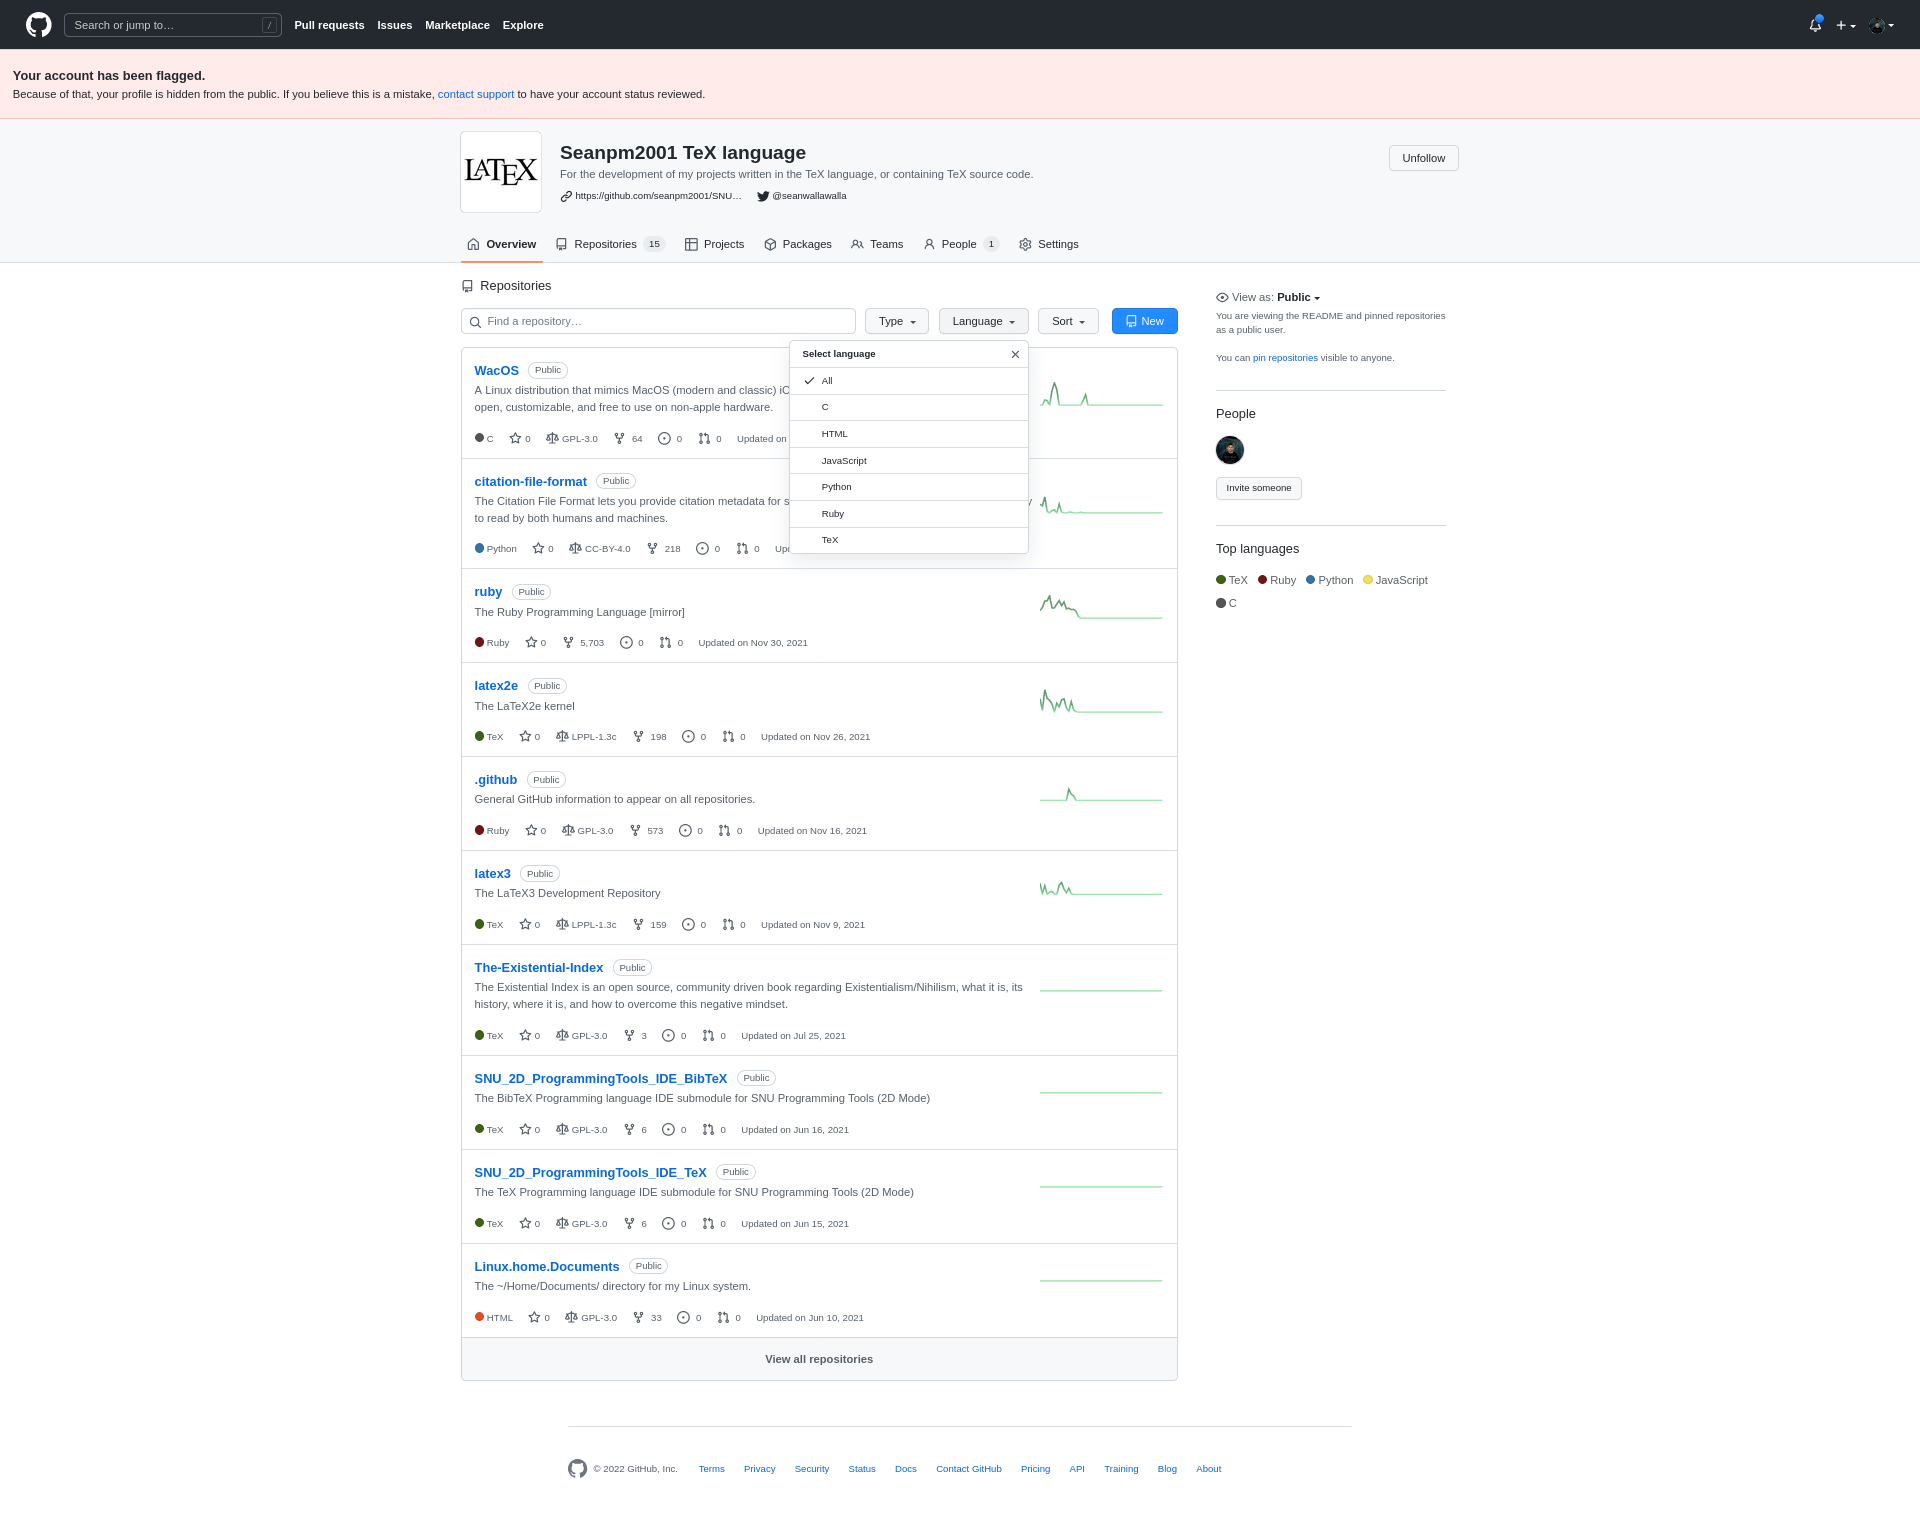 Search or jump to… /
Pull requests Issues Marketplace Explore
Your account has been flagged.
Because of that, your profile is hidden from the public. If you believe this is a mistake, contact support to have your account status reviewed.
LATEX
Seanpm2001 TeX language
For the development of my projects written in the TeX language, or containing TeX source code.
https://github.com/seanpm2001/SNU… @seanwallawalla
Unfollow
Overview Repositories 15 Projects Packages Teams People 1 Settings
Repositories
Find a repository… Type Language Sort New
Select language
All
C
HTML
JavaScript
Python
Ruby
TeX
WacOS Public
A Linux distribution that mimics MacOS (modern and classic) iO
open, customizable, and free to use on non-apple hardware.
C 0 GPL-3.0 64 0 0 Updated on
citation-file-format Public
The Citation File Format lets you provide citation metadata for s y
to read by both humans and machines.
Python 0 CC-BY-4.0 218 0 0 Up
ruby Public
The Ruby Programming Language [mirror]
Ruby 0 5,703 0 0 Updated on Nov 30, 2021
latex2e Public
The LaTeX2e kernel
TeX 0 LPPL-1.3c 198 0 0 Updated on Nov 26, 2021
.github Public
General GitHub information to appear on all repositories.
Ruby 0 GPL-3.0 573 0 0 Updated on Nov 16, 2021
latex3 Public
The LaTeX3 Development Repository
TeX 0 LPPL-1.3c 159 0 0 Updated on Nov 9, 2021
The-Existential-Index Public
The Existential Index is an open source, community driven book regarding Existentialism/Nihilism, what it is, its
history, where it is, and how to overcome this negative mindset.
TeX 0 GPL-3.0 3 0 0 Updated on Jul 25, 2021
SNU_2D_ProgrammingTools_IDE_BibTeX Public
The BibTeX Programming language IDE submodule for SNU Programming Tools (2D Mode)
TeX 0 GPL-3.0 6 0 0 Updated on Jun 16, 2021
SNU_2D_ProgrammingTools_IDE_TeX Public
The TeX Programming language IDE submodule for SNU Programming Tools (2D Mode)
TeX 0 GPL-3.0 6 0 0 Updated on Jun 15, 2021
Linux.home.Documents Public
The ~/Home/Documents/ directory for my Linux system.
HTML 0 GPL-3.0 33 0 0 Updated on Jun 10, 2021
View all repositories
View as: Public
You are viewing the README and pinned repositories
as a public user.
You can pin repositories visible to anyone.
People
Invite someone
Top languages
TeX Ruby Python JavaScript
C
© 2022 GitHub, Inc. Terms Privacy Security Status Docs Contact GitHub Pricing API Training Blog About